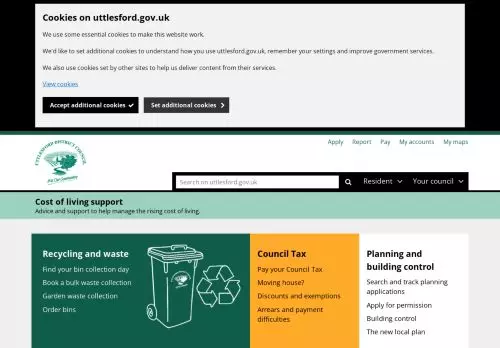 Cookies on uttlesford.gov.uk
We use some essential cookies to make this website work.
We'd like to set additional cookies to understand how you use uttlesford.gov.uk, remember your settings and improve government services.
We also use cookies set by other sites to help us deliver content from their services.
View cookies
Accept additional cookies
Set additional cookies
Apply
Report
Pay
My accounts
My maps
UTTLESFORD DISTRICT COUNCIL
Search on uttlesford.gov.uk
Resident
Your council
Cost of living support
Advice and support to help manage the rising cost of living.
Recycling and waste
Find your bin collection day
Book a bulk waste collection
Garden waste collection
Order bins
Council Tax
Pay your Council Tax
Moving house?
Discounts and exemptions
Arrears and payment
difficulties
Planning and
building control
Search and track planning
applications
Apply for permission
Building control
The new local plan